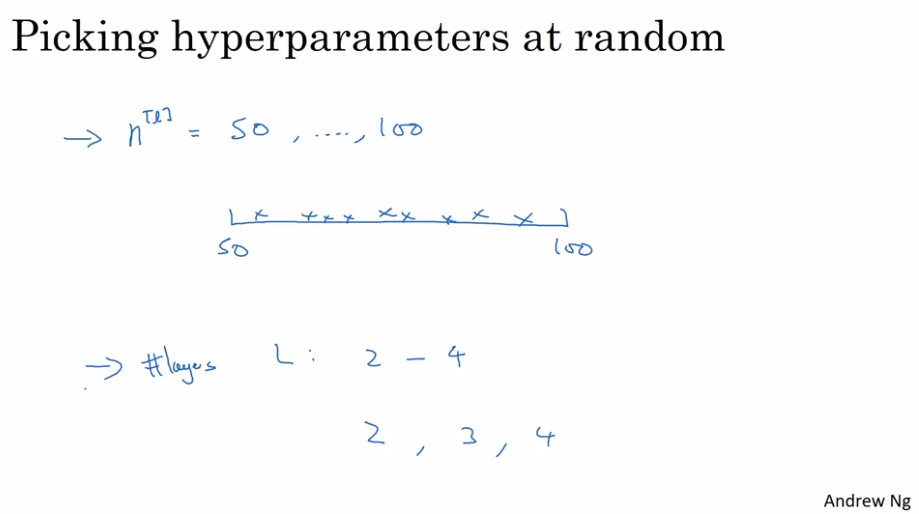 Picking hyperparameters at random
→ n[l] = 50, ...., 100
50 100
→ #layers L: 2 - 4
2, 3, 4
Andrew Ng